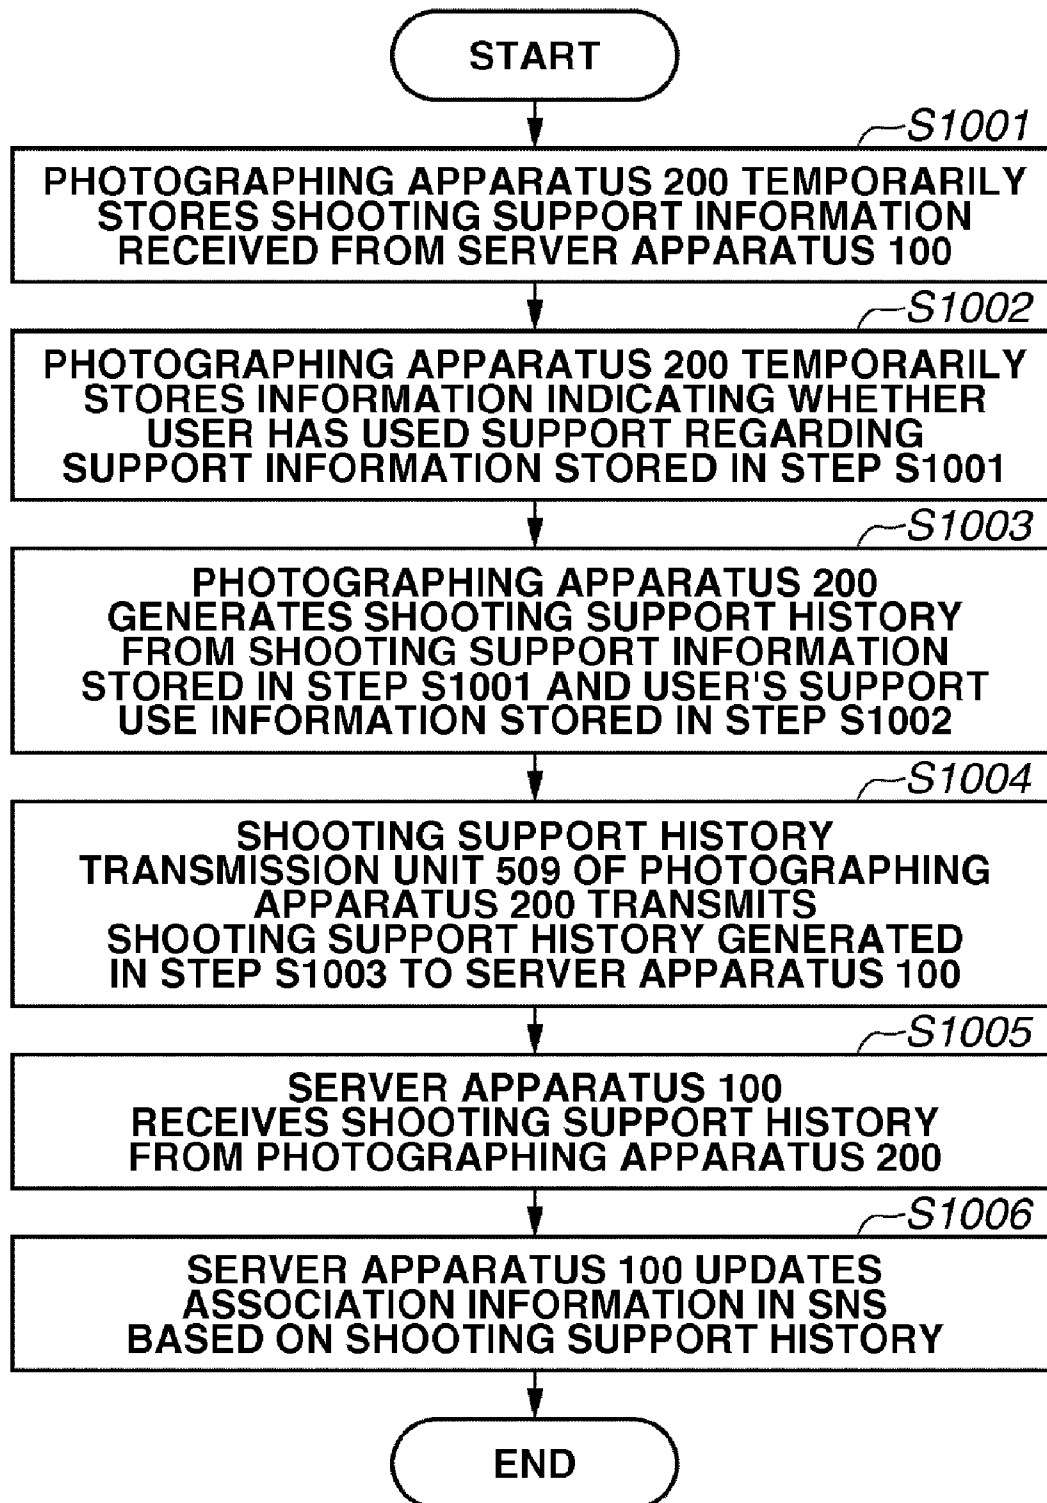 START
S1001
PHOTOGRAPHING APPARATUS 200 TEMPORARILY
STORES SHOOTING SUPPORT INFORMATION
RECEIVED FROM SERVER APPARATUS 100
S1002
PHOTOGRAPHING APPARATUS 200 TEMPORARILY
STORES INFORMATION INDICATING WHETHER
USER HAS USED SUPPORT REGARDING
SUPPORT INFORMATION STORED IN STEP S1001
S1003
PHOTOGRAPHING APPARATUS 200
GENERATES SHOOTING SUPPORT HISTORY
FROM SHOOTING SUPPORT INFORMATION
STORED IN STEP S1001 AND USER'S SUPPORT
USE INFORMATION STORED IN STEP S1002
S1004
SHOOTING SUPPORT HISTORY
TRANSMISSION UNIT 509 OF PHOTOGRAPHING
APPARATUS 200 TRANSMITS
SHOOTING SUPPORT HISTORY GENERATED
IN STEP S1003 TO SERVER APPARATUS 100
S1005
SERVER APPARATUS 100
RECEIVES SHOOTING SUPPORT HISTORY
FROM PHOTOGRAPHING APPARATUS 200
S1006
SERVER APPARATUS 100 UPDATES
ASSOCIATION INFORMATION IN SNS
BASED ON SHOOTING SUPPORT HISTORY
END